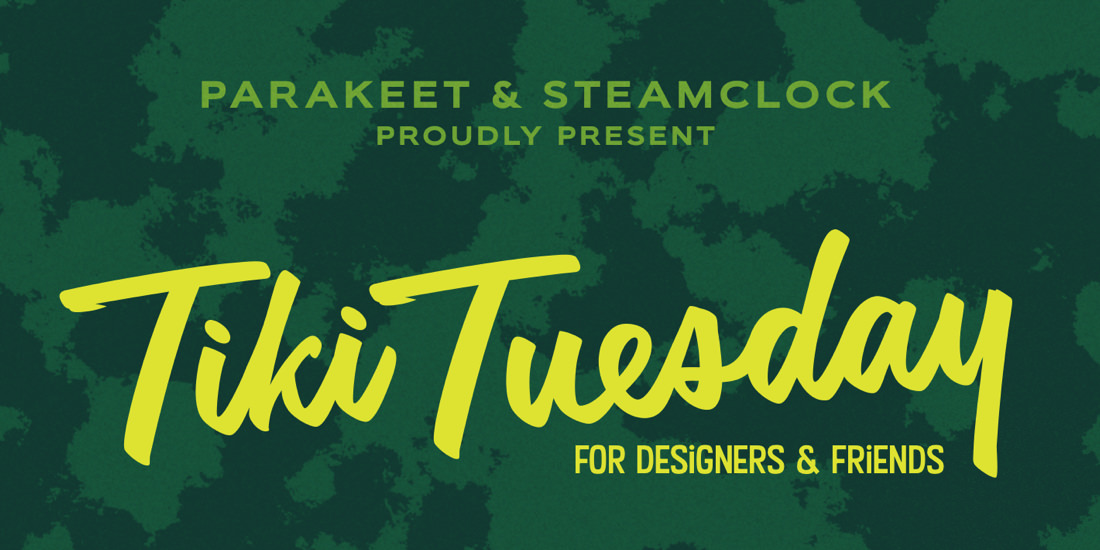 PARAKEET & STEAMCLOCK
PROUDLY PRESENT
Tiki Tuesday
FOR DESiGNERS & FRiENDS